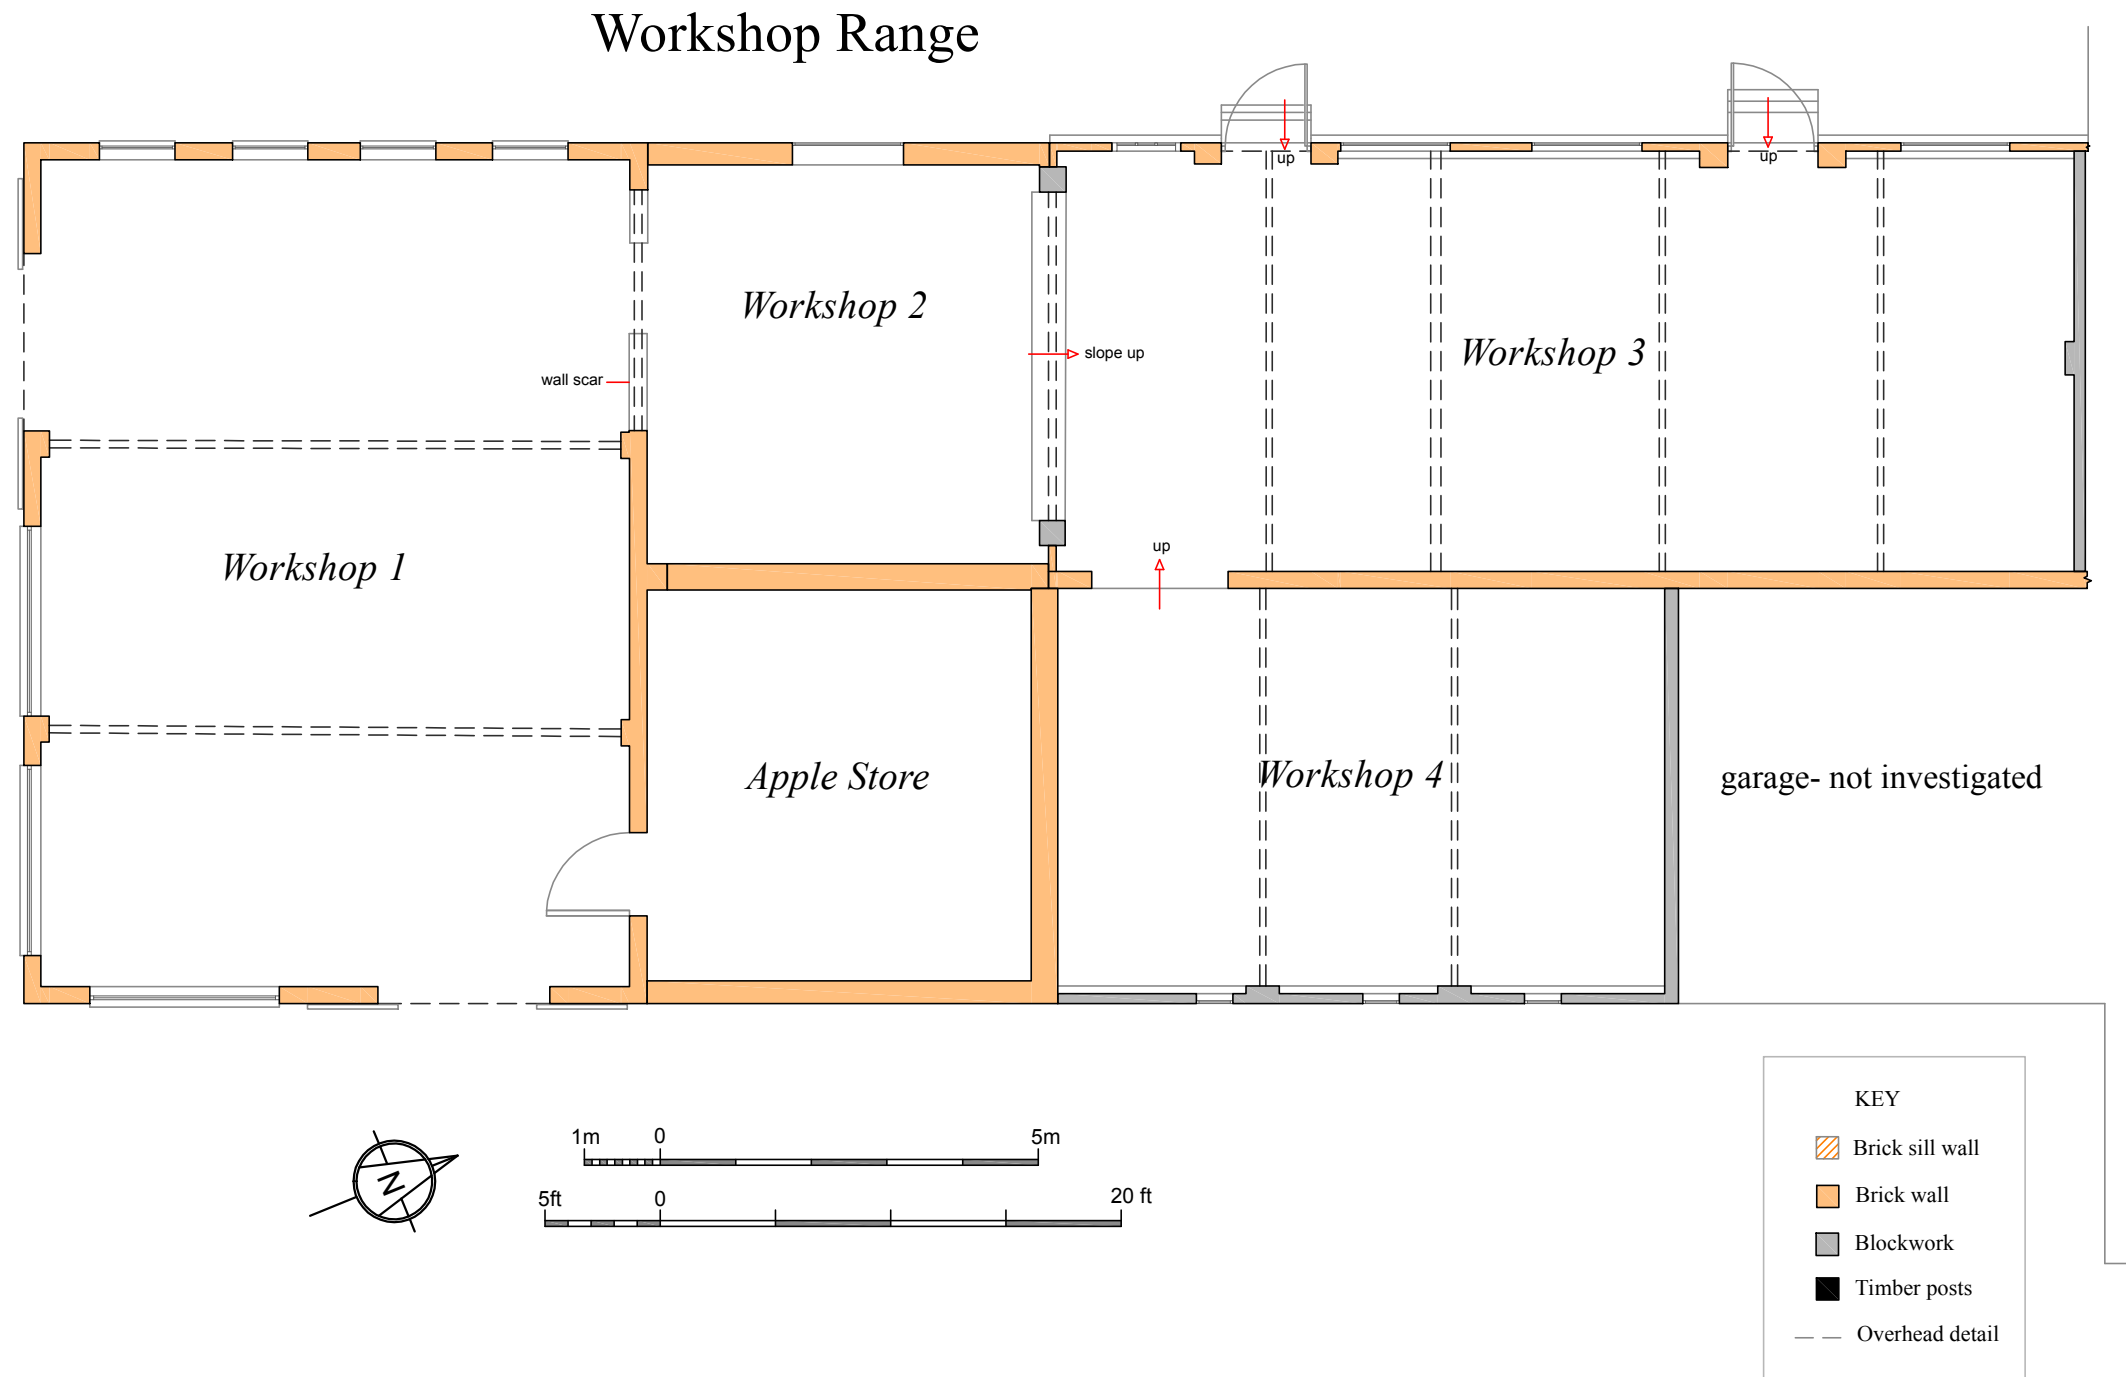 Workshop Range
up
up
Workshop 2
Workshop 3
slope up
wall scar
up
Workshop 1
Apple Store
Workshop 4
garage- not investigated
N
1m 0 5m
5ft 0 20 ft
KEY
Brick sill wall
Brick wall
Blockwork
Timber posts
Overhead detail